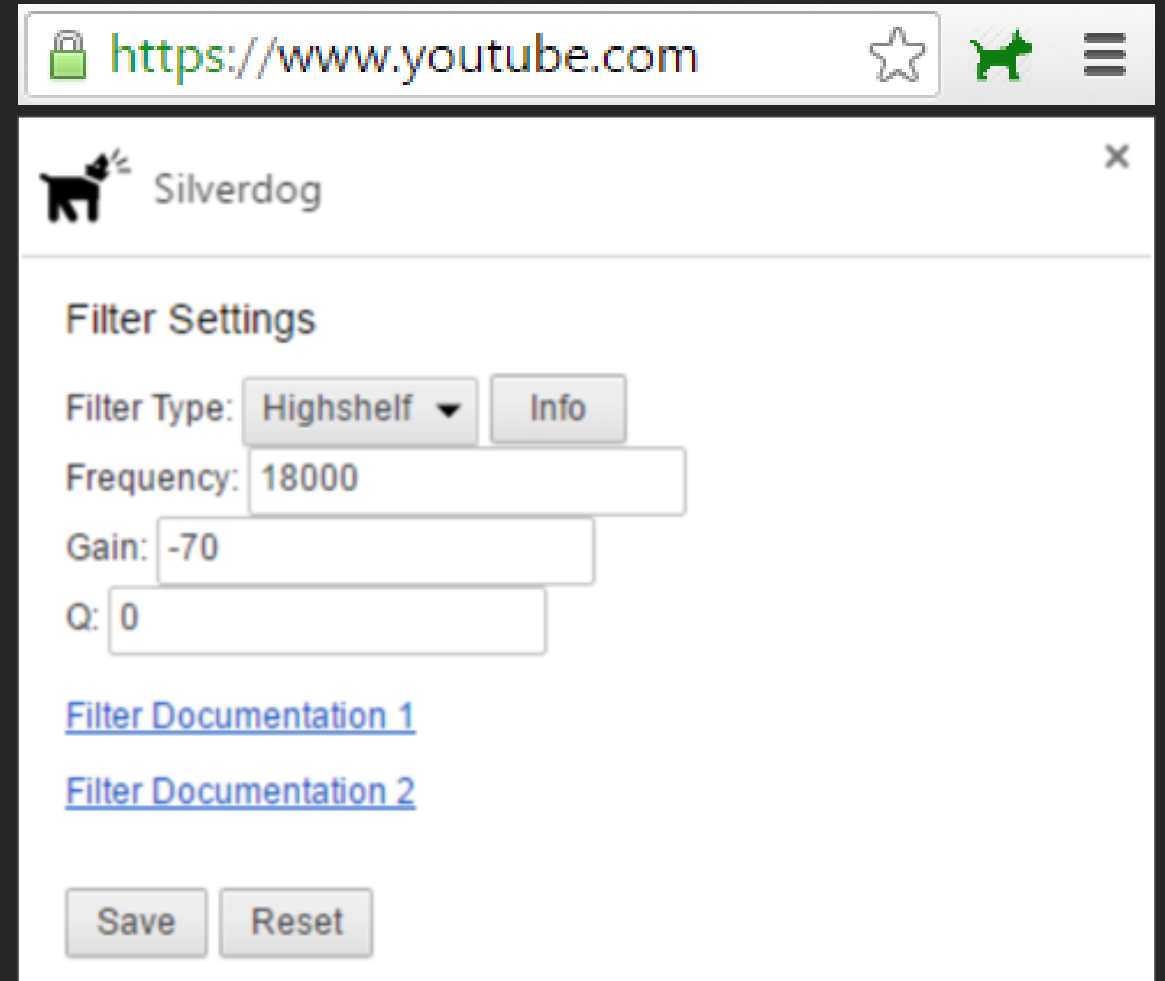 https://www.youtube.com
Silverdog
Filter Settings
Filter Type: Highshelf Info
Frequency: 18000
Gain: -70
Q: 0
Filter Documentation 1
Filter Documentation 2
Save Reset